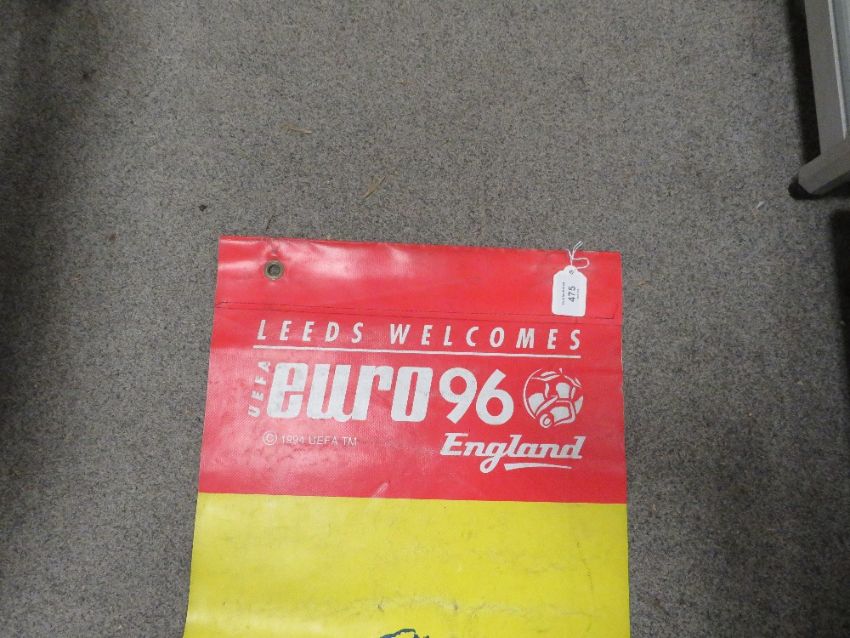 475
LEEDS WELCOMES
UEFA euro96
© 1994 UEFA TM
England